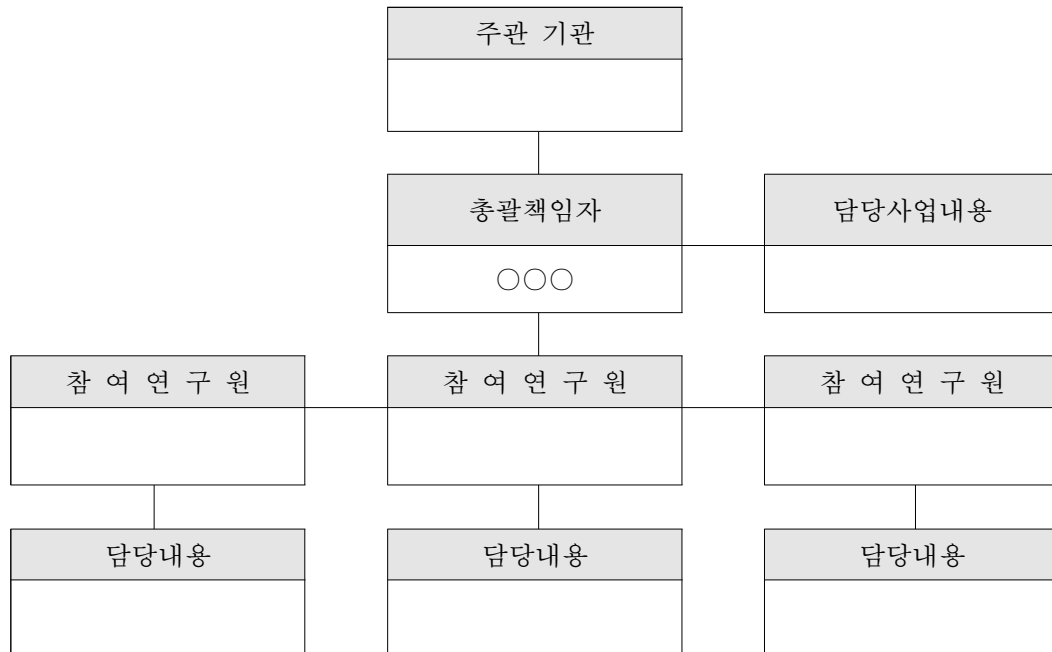 주관 기관
총괄책임자
담당사업내용
○○○
참 여 연 구 원
참 여 연 구 원
참 여 연 구 원
담당내용
담당내용
담당내용